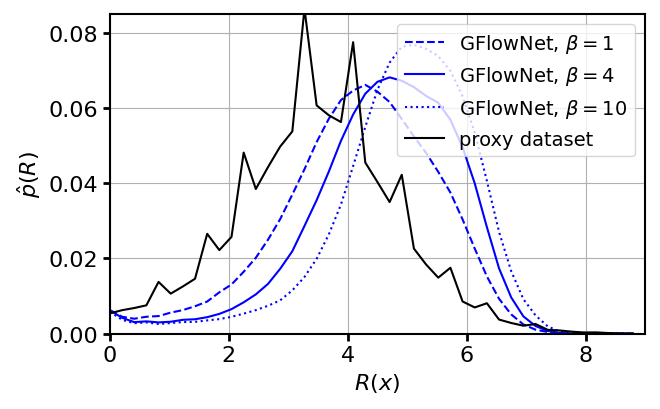 GFlowNet, β = 1
GFlowNet, β = 4
GFlowNet, β = 10
proxy dataset
0.08
0.06
0.04
0.02
0.00
p̂(R)
0 2 4 6 8
R(x)